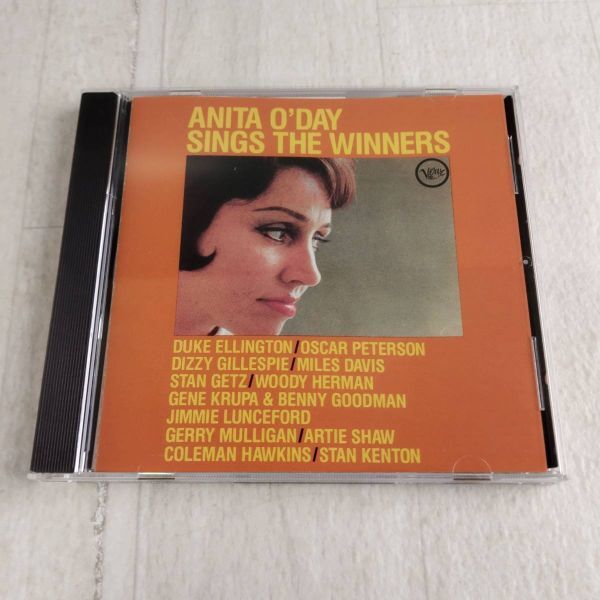 ANITA O'DAY
SINGS THE WINNERS
Verve
DUKE ELLINGTON/OSCAR PETERSON
DIZZY GILLESPIE/MILES DAVIS
STAN GETZ/WOODY HERMAN
GENE KRUPA & BENNY GOODMAN
JIMMIE LUNCEFORD
GERRY MULLIGAN/ARTIE SHAW
COLEMAN HAWKINS/STAN KENTON